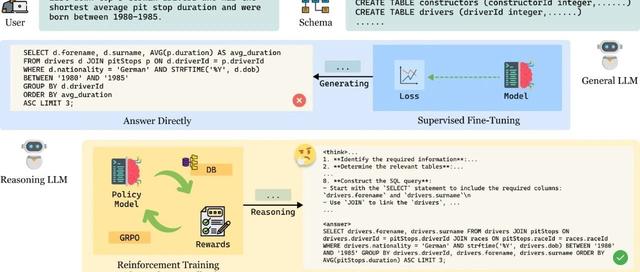 User
shortest average pit stop duration and were
born between 1980-1985.
Schema
CREATE TABLE constructors (constructorId integer,......)
CREATE TABLE drivers (driverId integer,......)
......
SELECT d.forename, d.surname, AVG(p.duration) AS avg_duration
FROM drivers d JOIN pitStops p ON d.driverId = p.driverId
WHERE d.nationality = 'German' AND STRFTIME('%Y', d.dob)
BETWEEN '1980' AND '1985'
GROUP BY d.driverId
ORDER BY avg_duration
ASC LIMIT 3;
Answer Directly
...
Generating
Loss
Model
Supervised Fine-Tuning
General LLM
Reasoning LLM
Policy
Model
DB
GRPO
Rewards
Reinforcement Training
...
Reasoning
<think>...
1. **Identify the required information**:...
2. **Determine the relevant tables**:...
...
8. **Construct the SQL query**:
- Start with the `SELECT` statement to include the required columns:
`drivers.forename` and `drivers.surname`\n
- Use `JOIN` to link the `drivers`, ...
...
<answer>
SELECT drivers.forename, drivers.surname FROM drivers JOIN pitStops ON
drivers.driverId = pitStops.driverId JOIN races ON pitStops.raceId = races.raceId
WHERE drivers.nationality = 'German' AND strftime('%Y', drivers.dob) BETWEEN '1980'
AND '1985' GROUP BY drivers.driverId, drivers.forename, drivers.surname ORDER BY
AVG(pitStops.duration) ASC LIMIT 3;